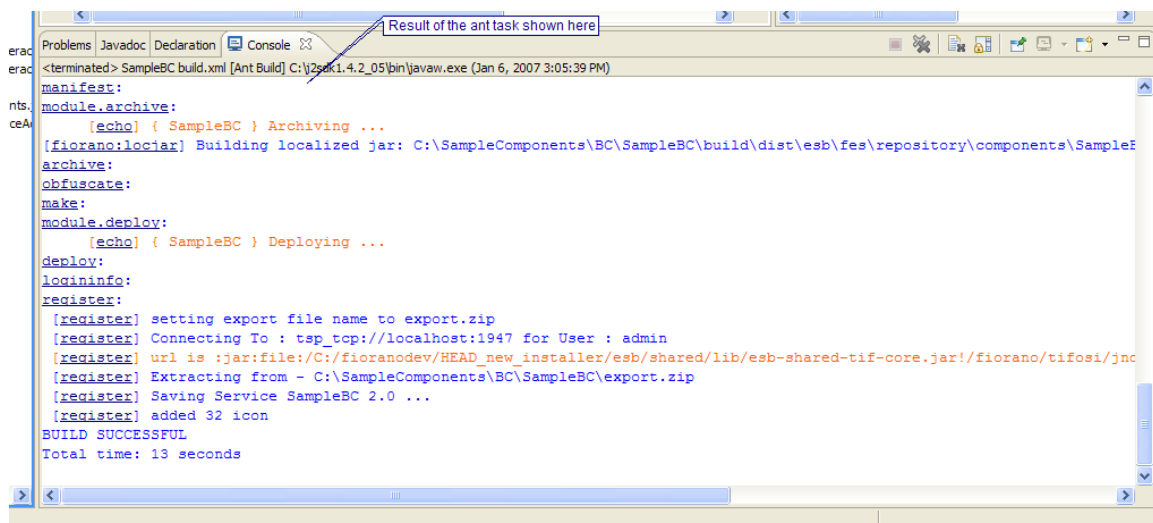 Result of the ant task shown here
Problems Javadoc Declaration Console
<terminated> SampleBC build.xml [Ant Build] C:\j2sdk1.4.2_05\bin\javaw.exe (Jan 6, 2007 3:05:39 PM)
manifest:
module.archive:
[echo] { SampleBC } Archiving ...
[fiorano:locjar] Building localized jar: C:\SampleComponents\BC\SampleBC\build\dist\esb\fes\repository\components\SampleB
archive:
obfuscate:
make:
module.deploy:
[echo] { SampleBC } Deploying ...
deploy:
logininfo:
register:
[register] setting export file name to export.zip
[register] Connecting To : tsp_tcp://localhost:1947 for User : admin
[register] url is :jar:file:/C:/fioranodev/HEAD_new_installer/esb/shared/lib/esb-shared-tif-core.jar!/fiorano/tifosi/jnd
[register] Extracting from - C:\SampleComponents\BC\SampleBC\export.zip
[register] Saving Service SampleBC 2.0 ...
[register] added 32 icon
BUILD SUCCESSFUL
Total time: 13 seconds